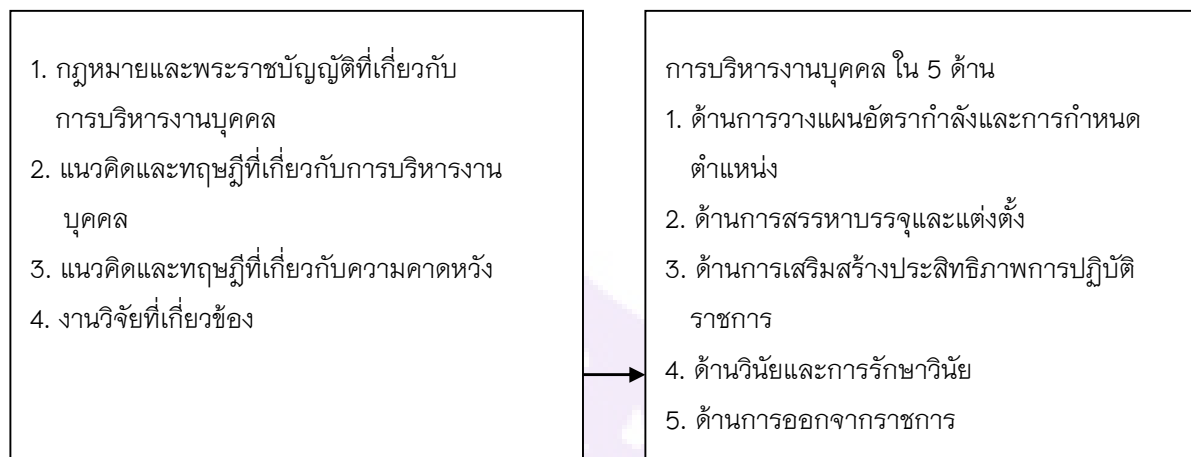 1. กฎหมายและพระราชบัญญัติที่เกี่ยวกับ
การบริหารงานบุคคล
2. แนวคิดและทฤษฎีที่เกี่ยวกับการบริหารงาน
บุคคล
3. แนวคิดและทฤษฎีที่เกี่ยวกับความคาดหวัง
4. งานวิจัยที่เกี่ยวข้อง
การบริหารงานบุคคล ใน 5 ด้าน
1. ด้านการวางแผนอัตรากำลังและการกำหนด
ตำแหน่ง
2. ด้านการสรรหาบรรจุและแต่งตั้ง
3. ด้านการเสริมสร้างประสิทธิภาพการปฏิบัติ
ราชการ
4. ด้านวินัยและการรักษาวินัย
5. ด้านการออกจากราชการ